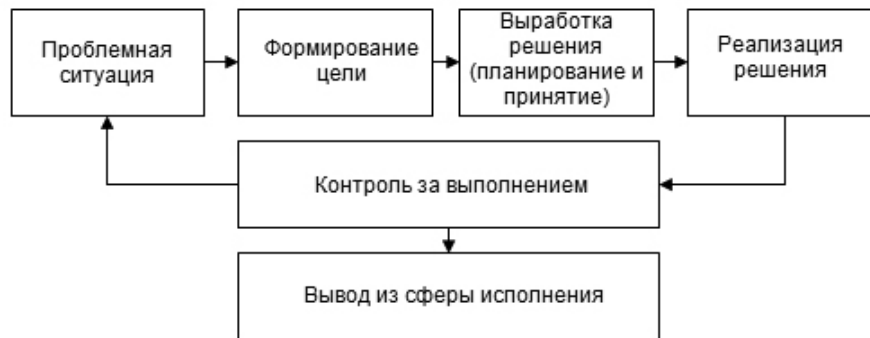 Проблемная
ситуация
Формирование
цели
Выработка
решения
(планирование и
принятие)
Реализация
решения
Контроль за выполнением
Вывод из сферы исполнения